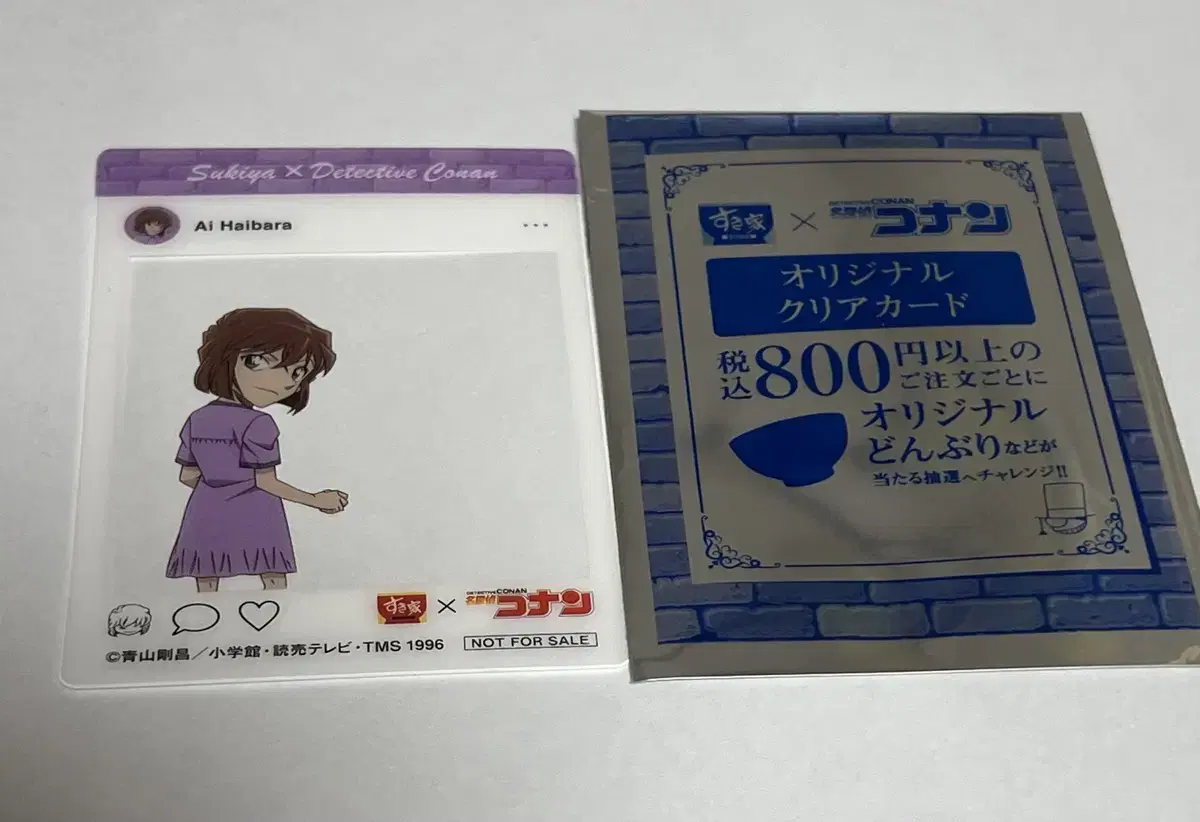 Sukiya × Detective Conan
Ai Haibara
すき家 × DETECTIVE CONAN 名探偵コナン
©青山剛昌／小学館・読売テレビ・TMS 1996
NOT FOR SALE
すき家 × DETECTIVE CONAN 名探偵コナン
オリジナル
クリアカード
税込800円以上の
ご注文ごとに
オリジナル
どんぶりなどが
当たる抽選へチャレンジ!!